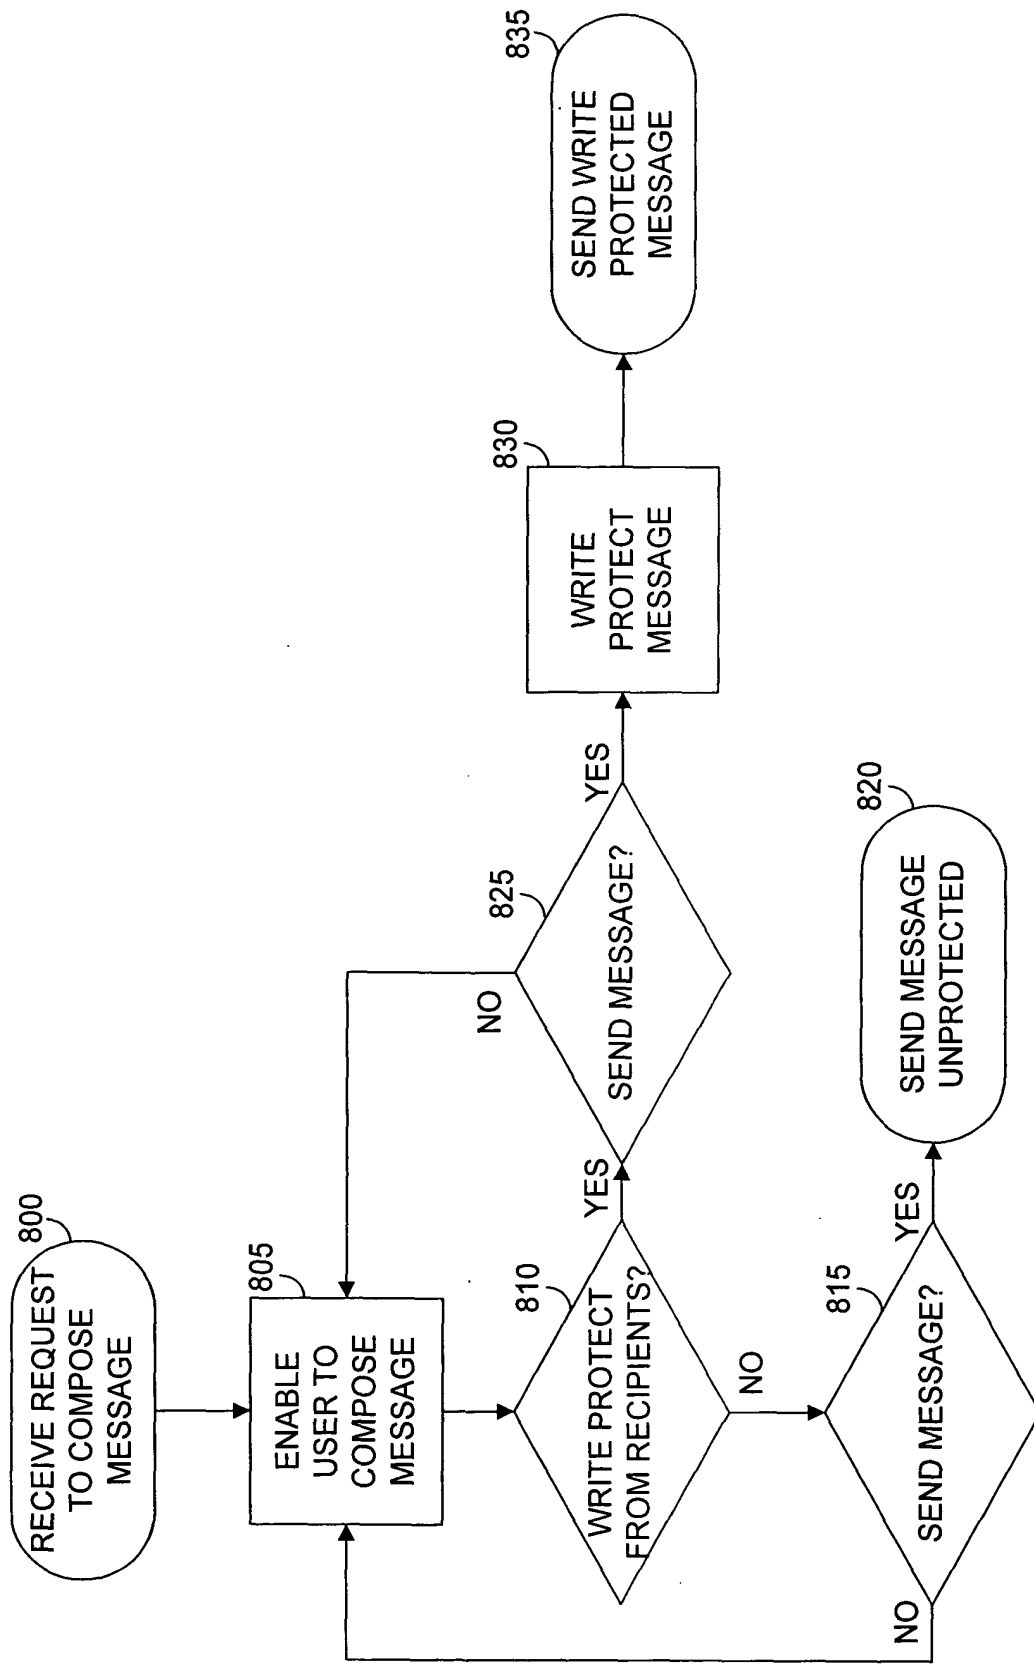 800
RECEIVE REQUEST
TO COMPOSE
MESSAGE
805
ENABLE
USER TO
COMPOSE
MESSAGE
810
WRITE PROTECT
FROM RECIPIENTS?
YES
NO
815
SEND MESSAGE?
NO
YES
820
SEND MESSAGE
UNPROTECTED
825
SEND MESSAGE?
NO
YES
830
WRITE
PROTECT
MESSAGE
835
SEND WRITE
PROTECTED
MESSAGE